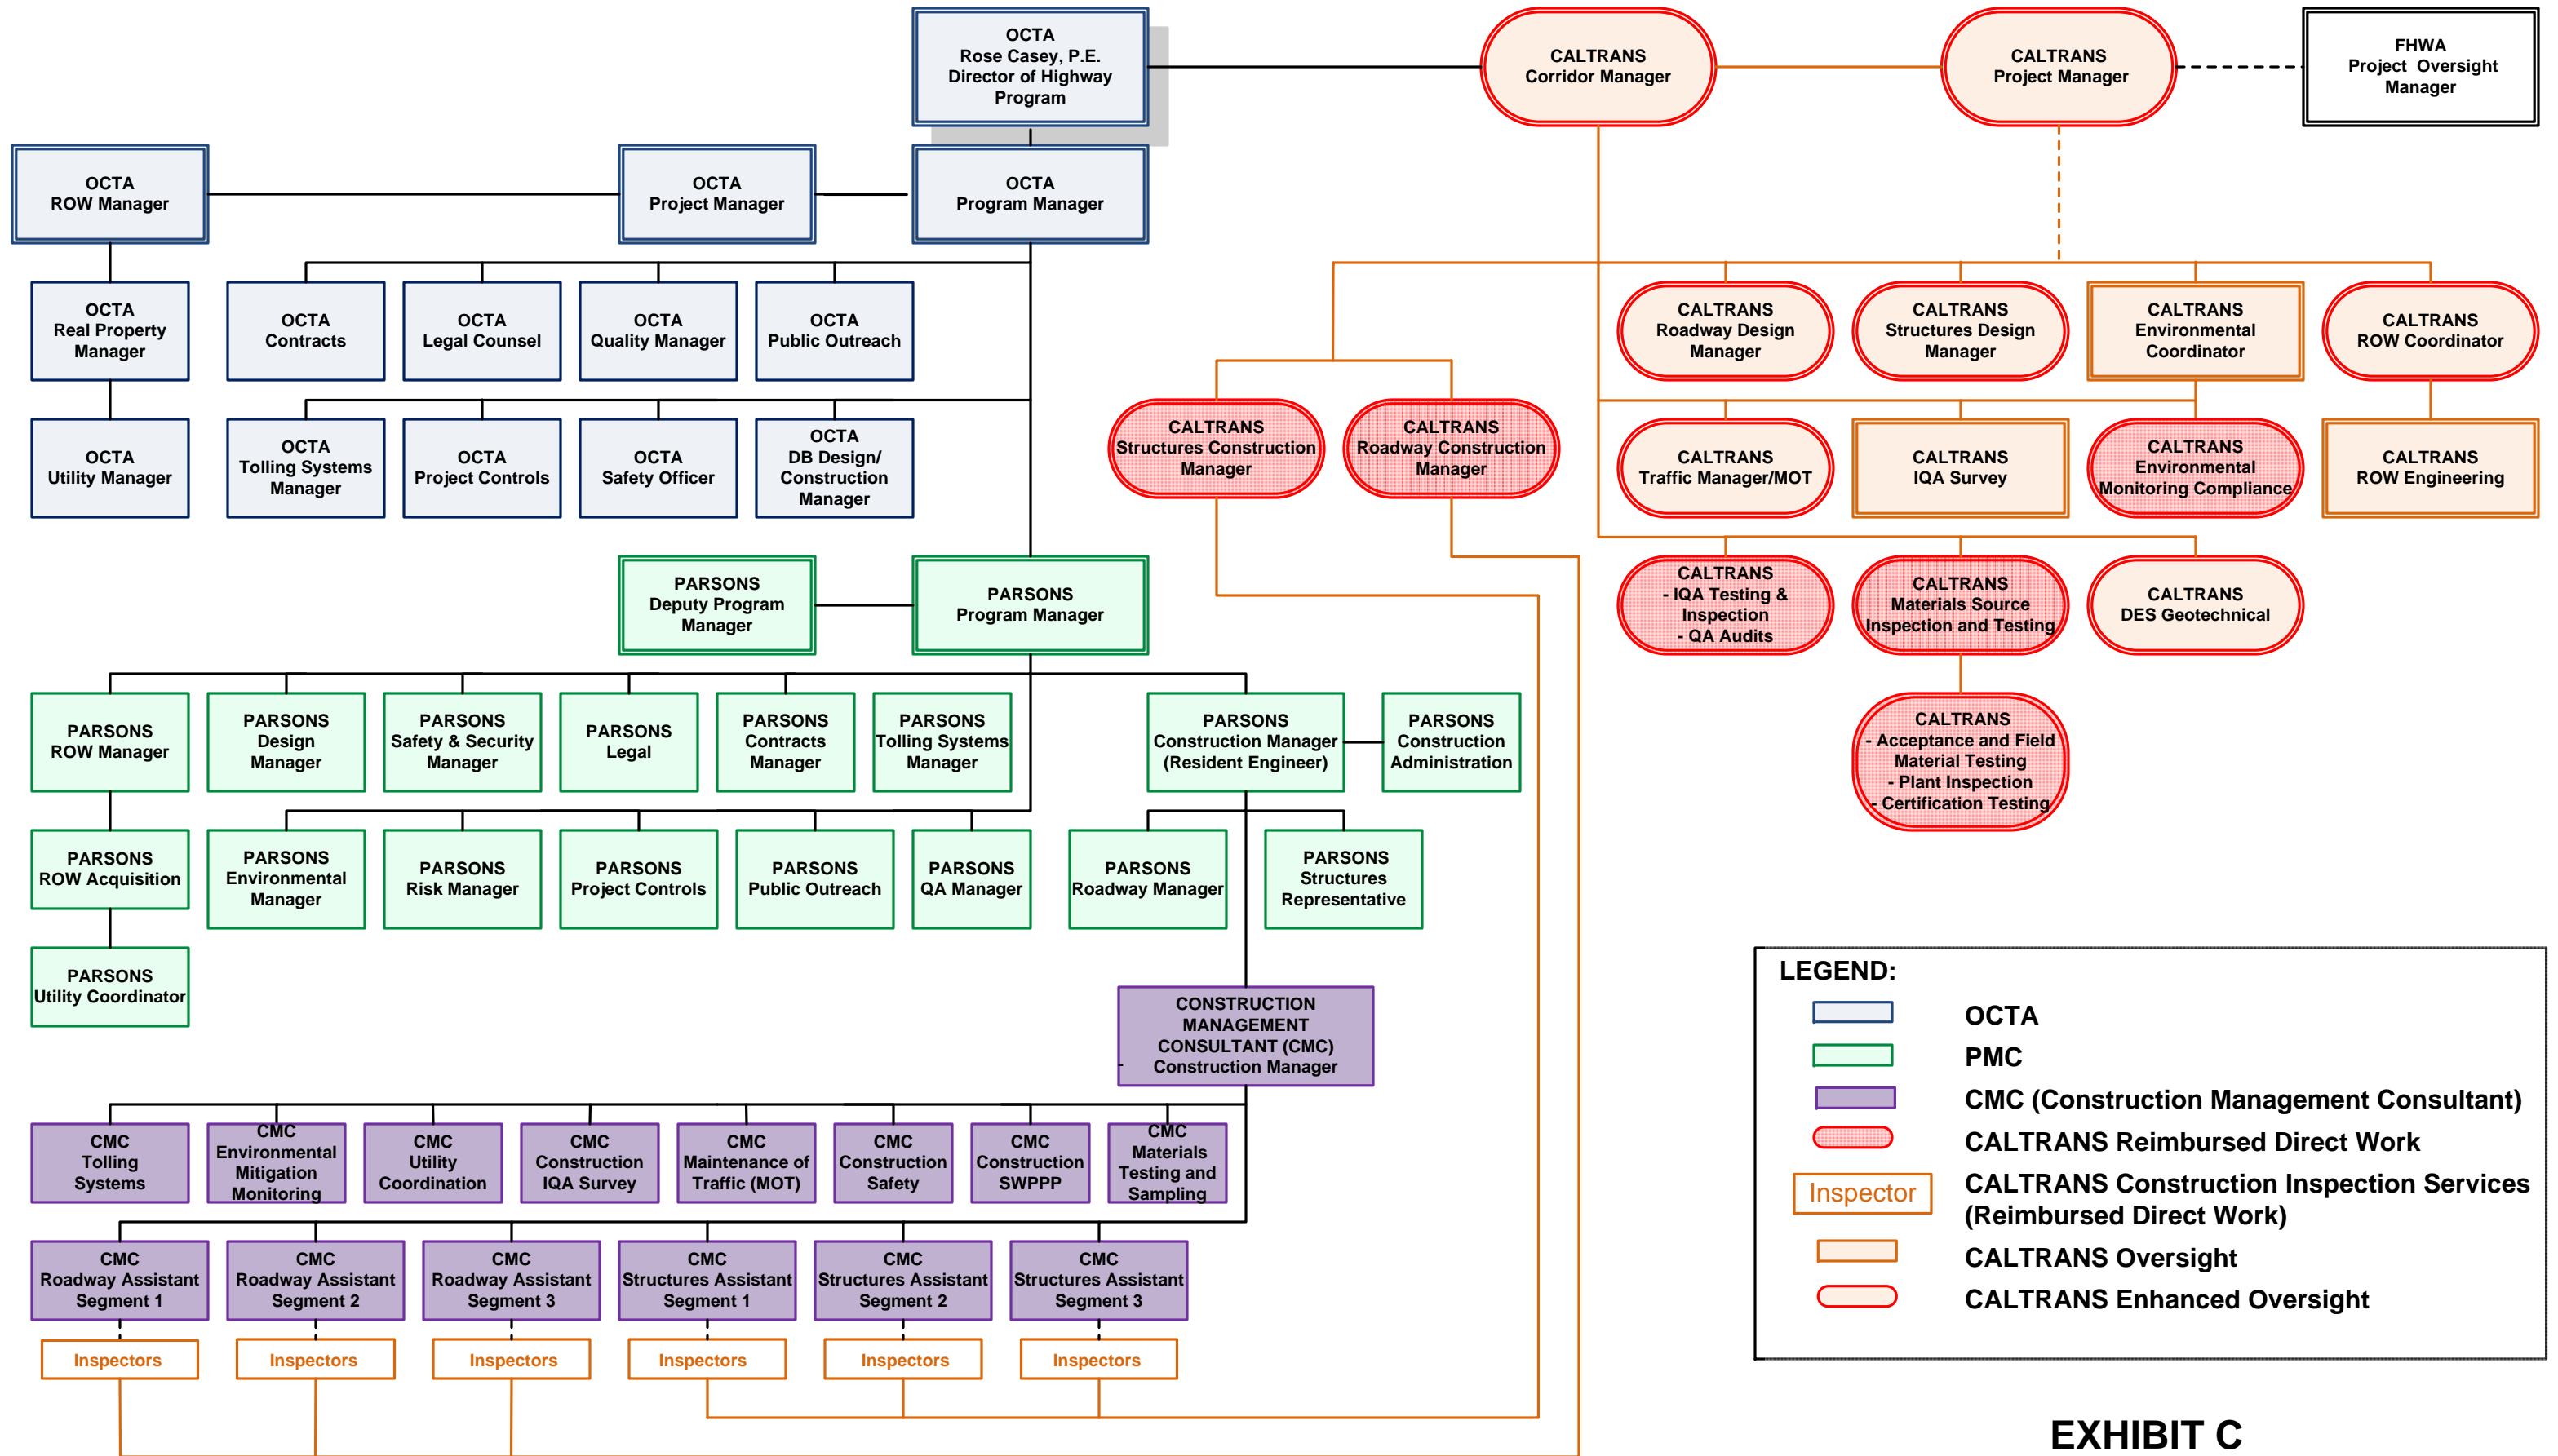 OCTA
Rose Casey, P.E.
Director of Highway
Program
CALTRANS
Corridor Manager
CALTRANS
Project Manager
FHWA
Project Oversight
Manager
OCTA
ROW Manager
OCTA
Project Manager
OCTA
Program Manager
OCTA
Real Property
Manager
OCTA
Contracts
OCTA
Legal Counsel
OCTA
Quality Manager
OCTA
Public Outreach
CALTRANS
Roadway Design
Manager
CALTRANS
Structures Design
Manager
CALTRANS
Environmental
Coordinator
CALTRANS
ROW Coordinator
OCTA
Utility Manager
OCTA
Tolling Systems
Manager
OCTA
Project Controls
OCTA
Safety Officer
OCTA
DB Design/
Construction
Manager
CALTRANS
Structures Construction
Manager
CALTRANS
Roadway Construction
Manager
CALTRANS
Traffic Manager/MOT
CALTRANS
IQA Survey
CALTRANS
Environmental
Monitoring Compliance
CALTRANS
ROW Engineering
PARSONS
Deputy Program
Manager
PARSONS
Program Manager
CALTRANS
- IQA Testing &
Inspection
- QA Audits
CALTRANS
Materials Source
Inspection and Testing
CALTRANS
DES Geotechnical
PARSONS
ROW Manager
PARSONS
Design
Manager
PARSONS
Safety & Security
Manager
PARSONS
Legal
PARSONS
Contracts
Manager
PARSONS
Tolling Systems
Manager
PARSONS
Construction Manager
(Resident Engineer)
PARSONS
Construction
Administration
CALTRANS
- Acceptance and Field
Material Testing
- Plant Inspection
- Certification Testing
PARSONS
ROW Acquisition
PARSONS
Environmental
Manager
PARSONS
Risk Manager
PARSONS
Project Controls
PARSONS
Public Outreach
PARSONS
QA Manager
PARSONS
Roadway Manager
PARSONS
Structures
Representative
PARSONS
Utility Coordinator
CONSTRUCTION
MANAGEMENT
CONSULTANT (CMC)
- Construction Manager
CMC
Tolling
Systems
CMC
Environmental
Mitigation
Monitoring
CMC
Utility
Coordination
CMC
Construction
IQA Survey
CMC
Maintenance of
Traffic (MOT)
CMC
Construction
Safety
CMC
Construction
SWPPP
CMC
Materials
Testing and
Sampling
CMC
Roadway Assistant
Segment 1
CMC
Roadway Assistant
Segment 2
CMC
Roadway Assistant
Segment 3
CMC
Structures Assistant
Segment 1
CMC
Structures Assistant
Segment 2
CMC
Structures Assistant
Segment 3
Inspectors
Inspectors
Inspectors
Inspectors
Inspectors
Inspectors
LEGEND:
OCTA
PMC
CMC (Construction Management Consultant)
CALTRANS Reimbursed Direct Work
Inspector
CALTRANS Construction Inspection Services
(Reimbursed Direct Work)
CALTRANS Oversight
CALTRANS Enhanced Oversight
EXHIBIT C